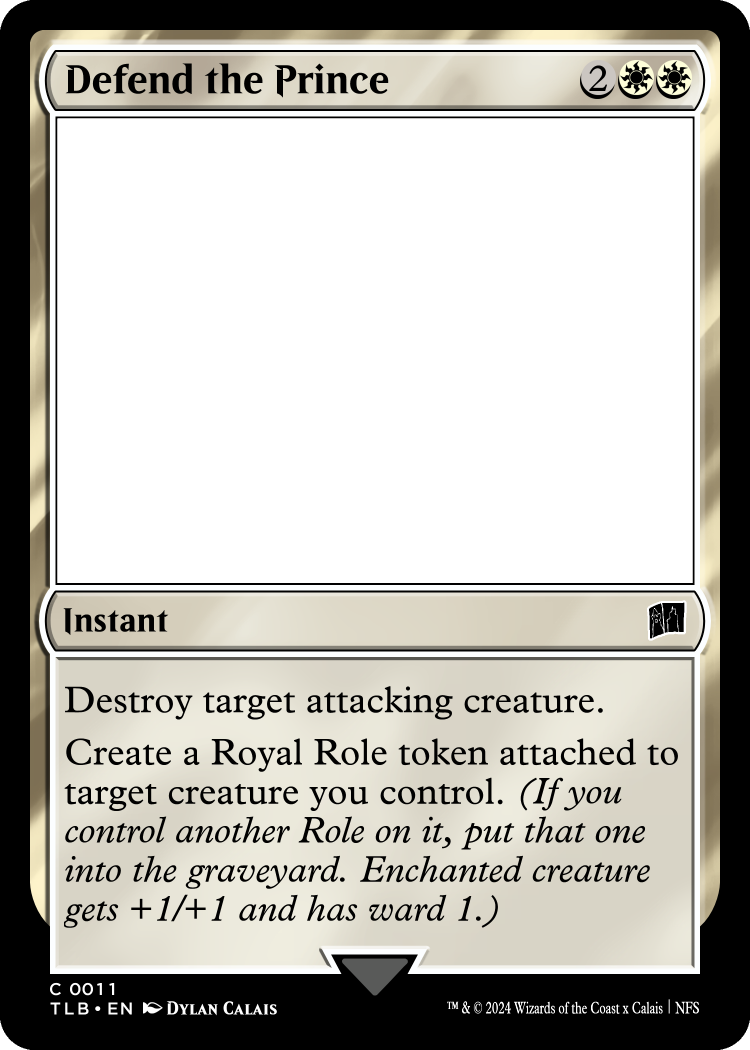 Defend the Prince 2
Instant
Destroy target attacking creature.
Create a Royal Role token attached to
target creature you control. (If you
control another Role on it, put that one
into the graveyard. Enchanted creature
gets +1/+1 and has ward 1.)
C 0011
TLB • EN Dylan Calais
™ & © 2024 Wizards of the Coast x Calais | NFS